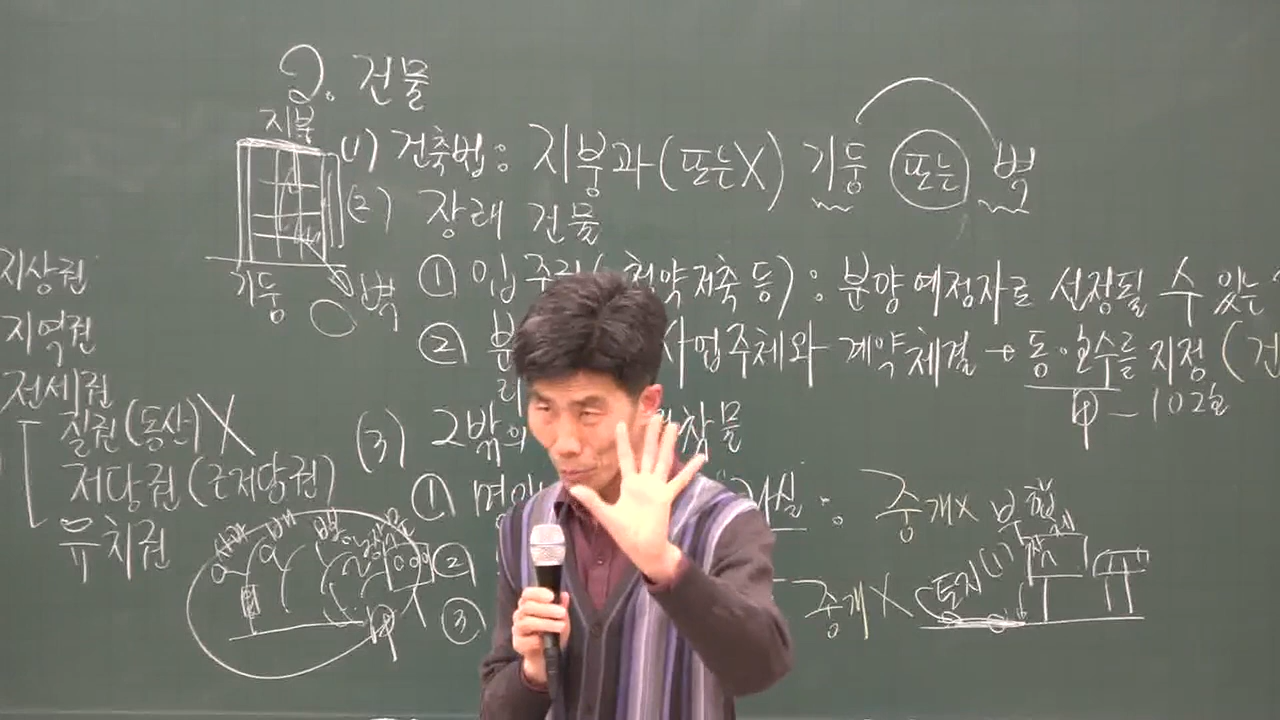 2. 건물
지붕
(1) 건축법: 지붕과(또는X) 기둥 또는 벽
(2) 장래 건물
기둥
벽
① 입주권( 청약저축 등) : 분양예정자로 선정될 수 있는
② 분 사업주체와 계약체결 → 동·호수를 지정 (건
甲 - 102호
지상권
지역권
전세권
질권(동산) X
저당권(근저당권)
유치권
(3) 2밖의
① : 중개X
②
③ 중개X 토지(1)